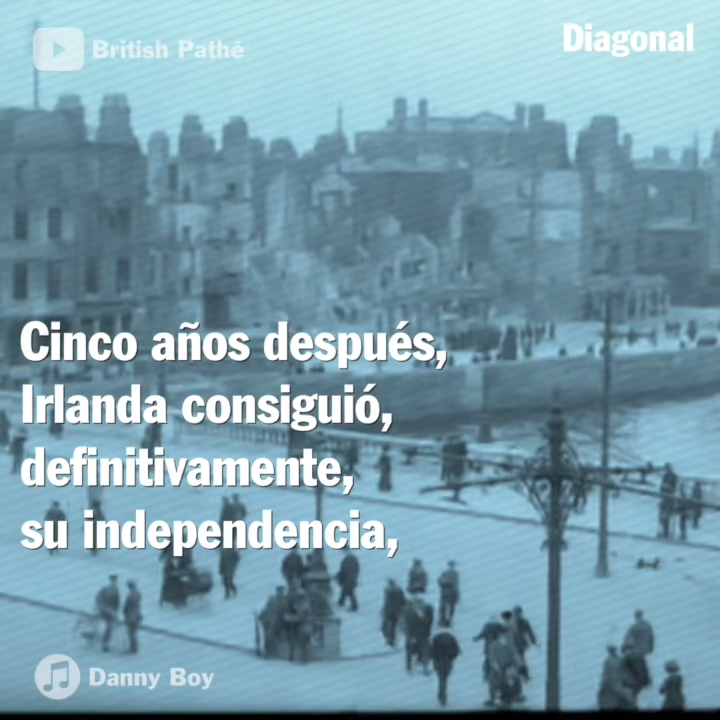 British Pathé
Diagonal
Cinco años después,
Irlanda consiguió,
definitivamente,
su independencia,
Danny Boy